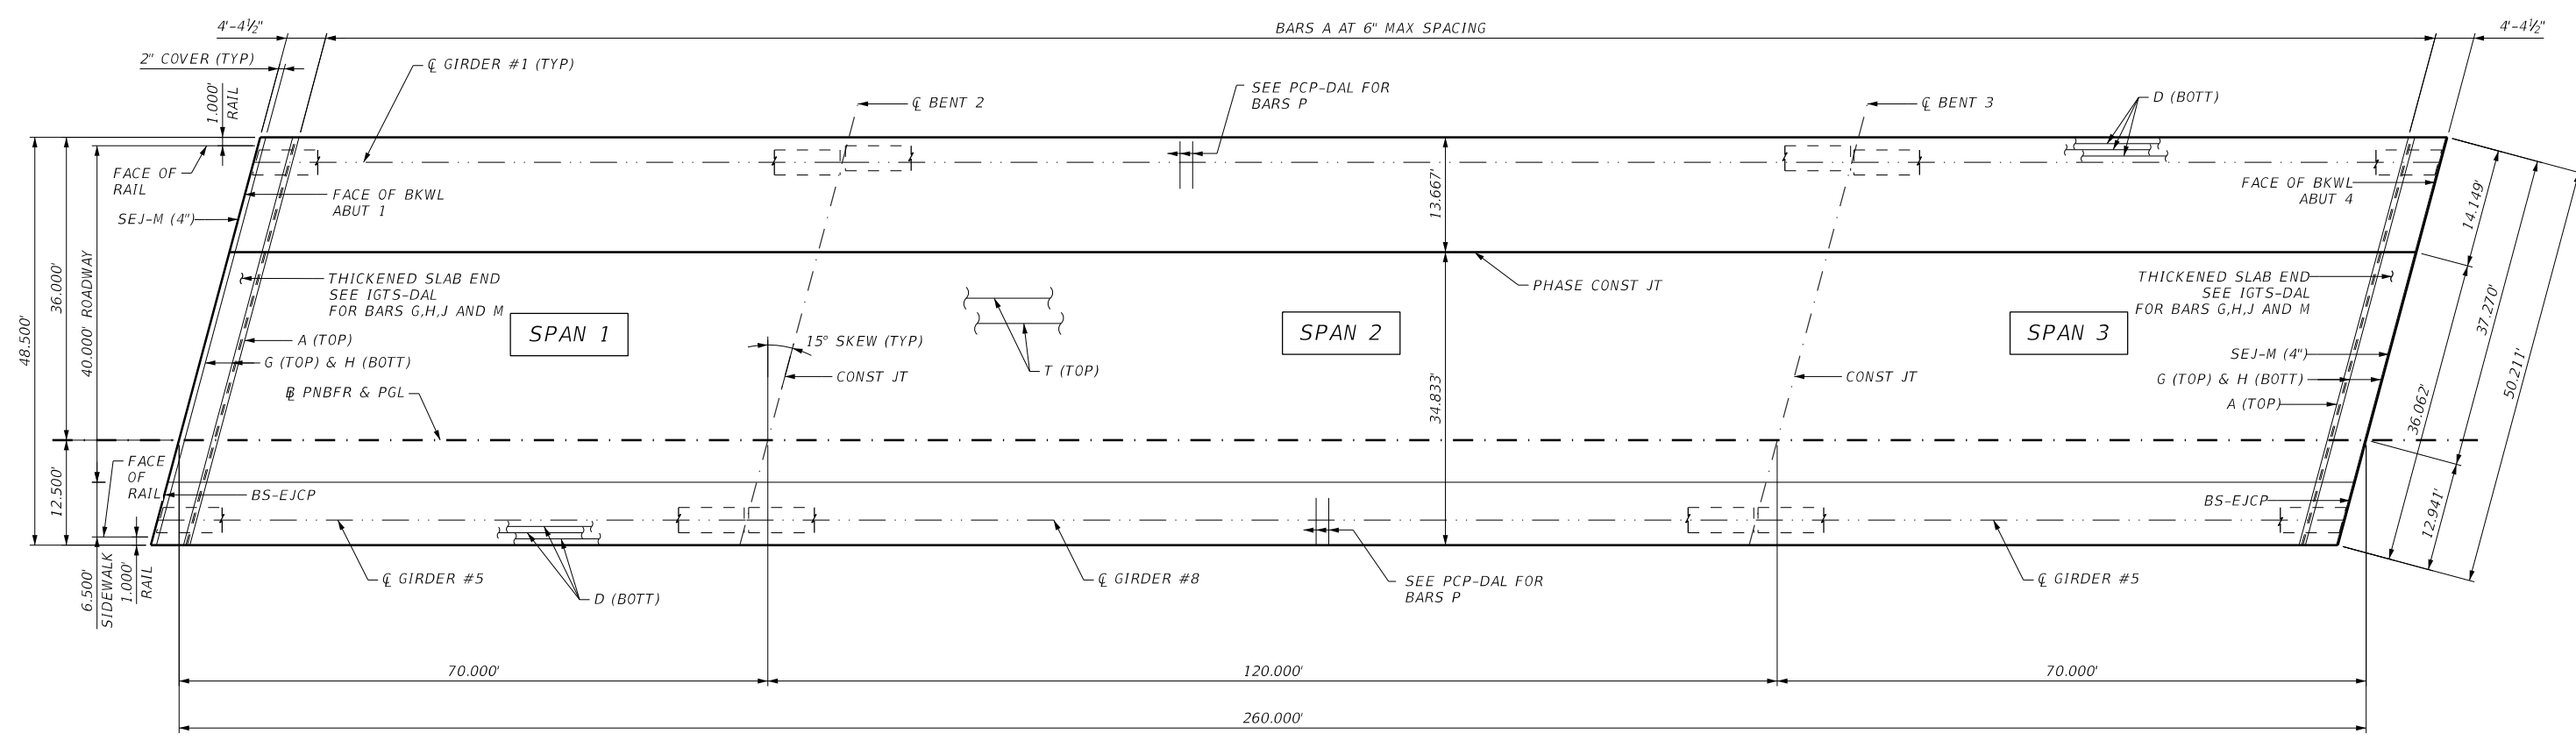 4'-4½"
BARS A AT 6" MAX SPACING
4'-4½"
2" COVER (TYP)
℄ GIRDER #1 (TYP)
1.000'
RAIL
SEE PCP-DAL FOR
BARS P
℄ BENT 2
℄ BENT 3
D (BOTT)
FACE OF
RAIL
FACE OF BKWL
ABUT 1
SEJ-M (4")
13.667'
FACE OF BKWL
ABUT 4
14.149'
48.500'
36.000'
40.000' ROADWAY
THICKENED SLAB END
SEE IGTS-DAL
FOR BARS G,H,J AND M
PHASE CONST JT
THICKENED SLAB END
SEE IGTS-DAL
FOR BARS G,H,J AND M
SPAN 1
SPAN 2
SPAN 3
37.270'
50.211'
A (TOP)
15° SKEW (TYP)
G (TOP) & H (BOTT)
CONST JT
T (TOP)
34.833'
CONST JT
SEJ-M (4")
G (TOP) & H (BOTT)
A (TOP)
36.062'
PNBFR & PGL
12.500'
FACE
OF
RAIL
BS-EJCP
BS-EJCP
12.941'
6.500'
SIDEWALK
1.000'
RAIL
℄ GIRDER #5
D (BOTT)
℄ GIRDER #8
SEE PCP-DAL FOR
BARS P
℄ GIRDER #5
70.000'
120.000'
70.000'
260.000'